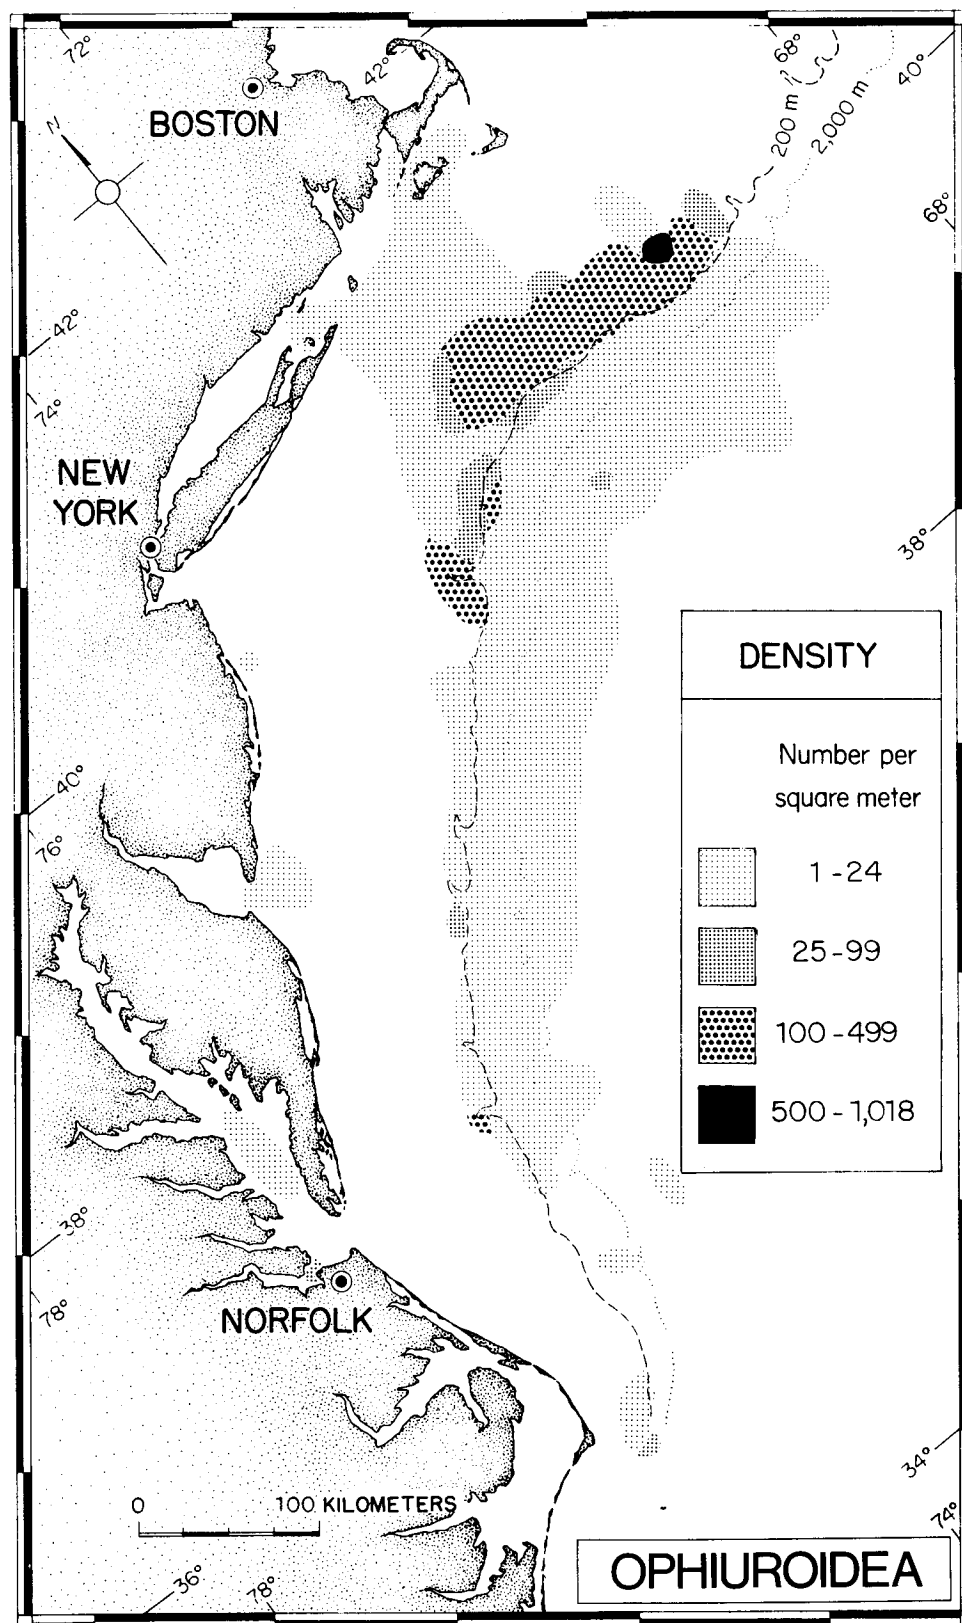 72°
42°
68°
40°
N
BOSTON
200 m
2,000 m
68°
42°
74°
NEW
YORK
38°
DENSITY
Number per
square meter
40°
76°
1 - 24
25 - 99
100 - 499
500 - 1,018
38°
78°
NORFOLK
34°
0 100 KILOMETERS
74°
OPHIUROIDEA
36°
78°